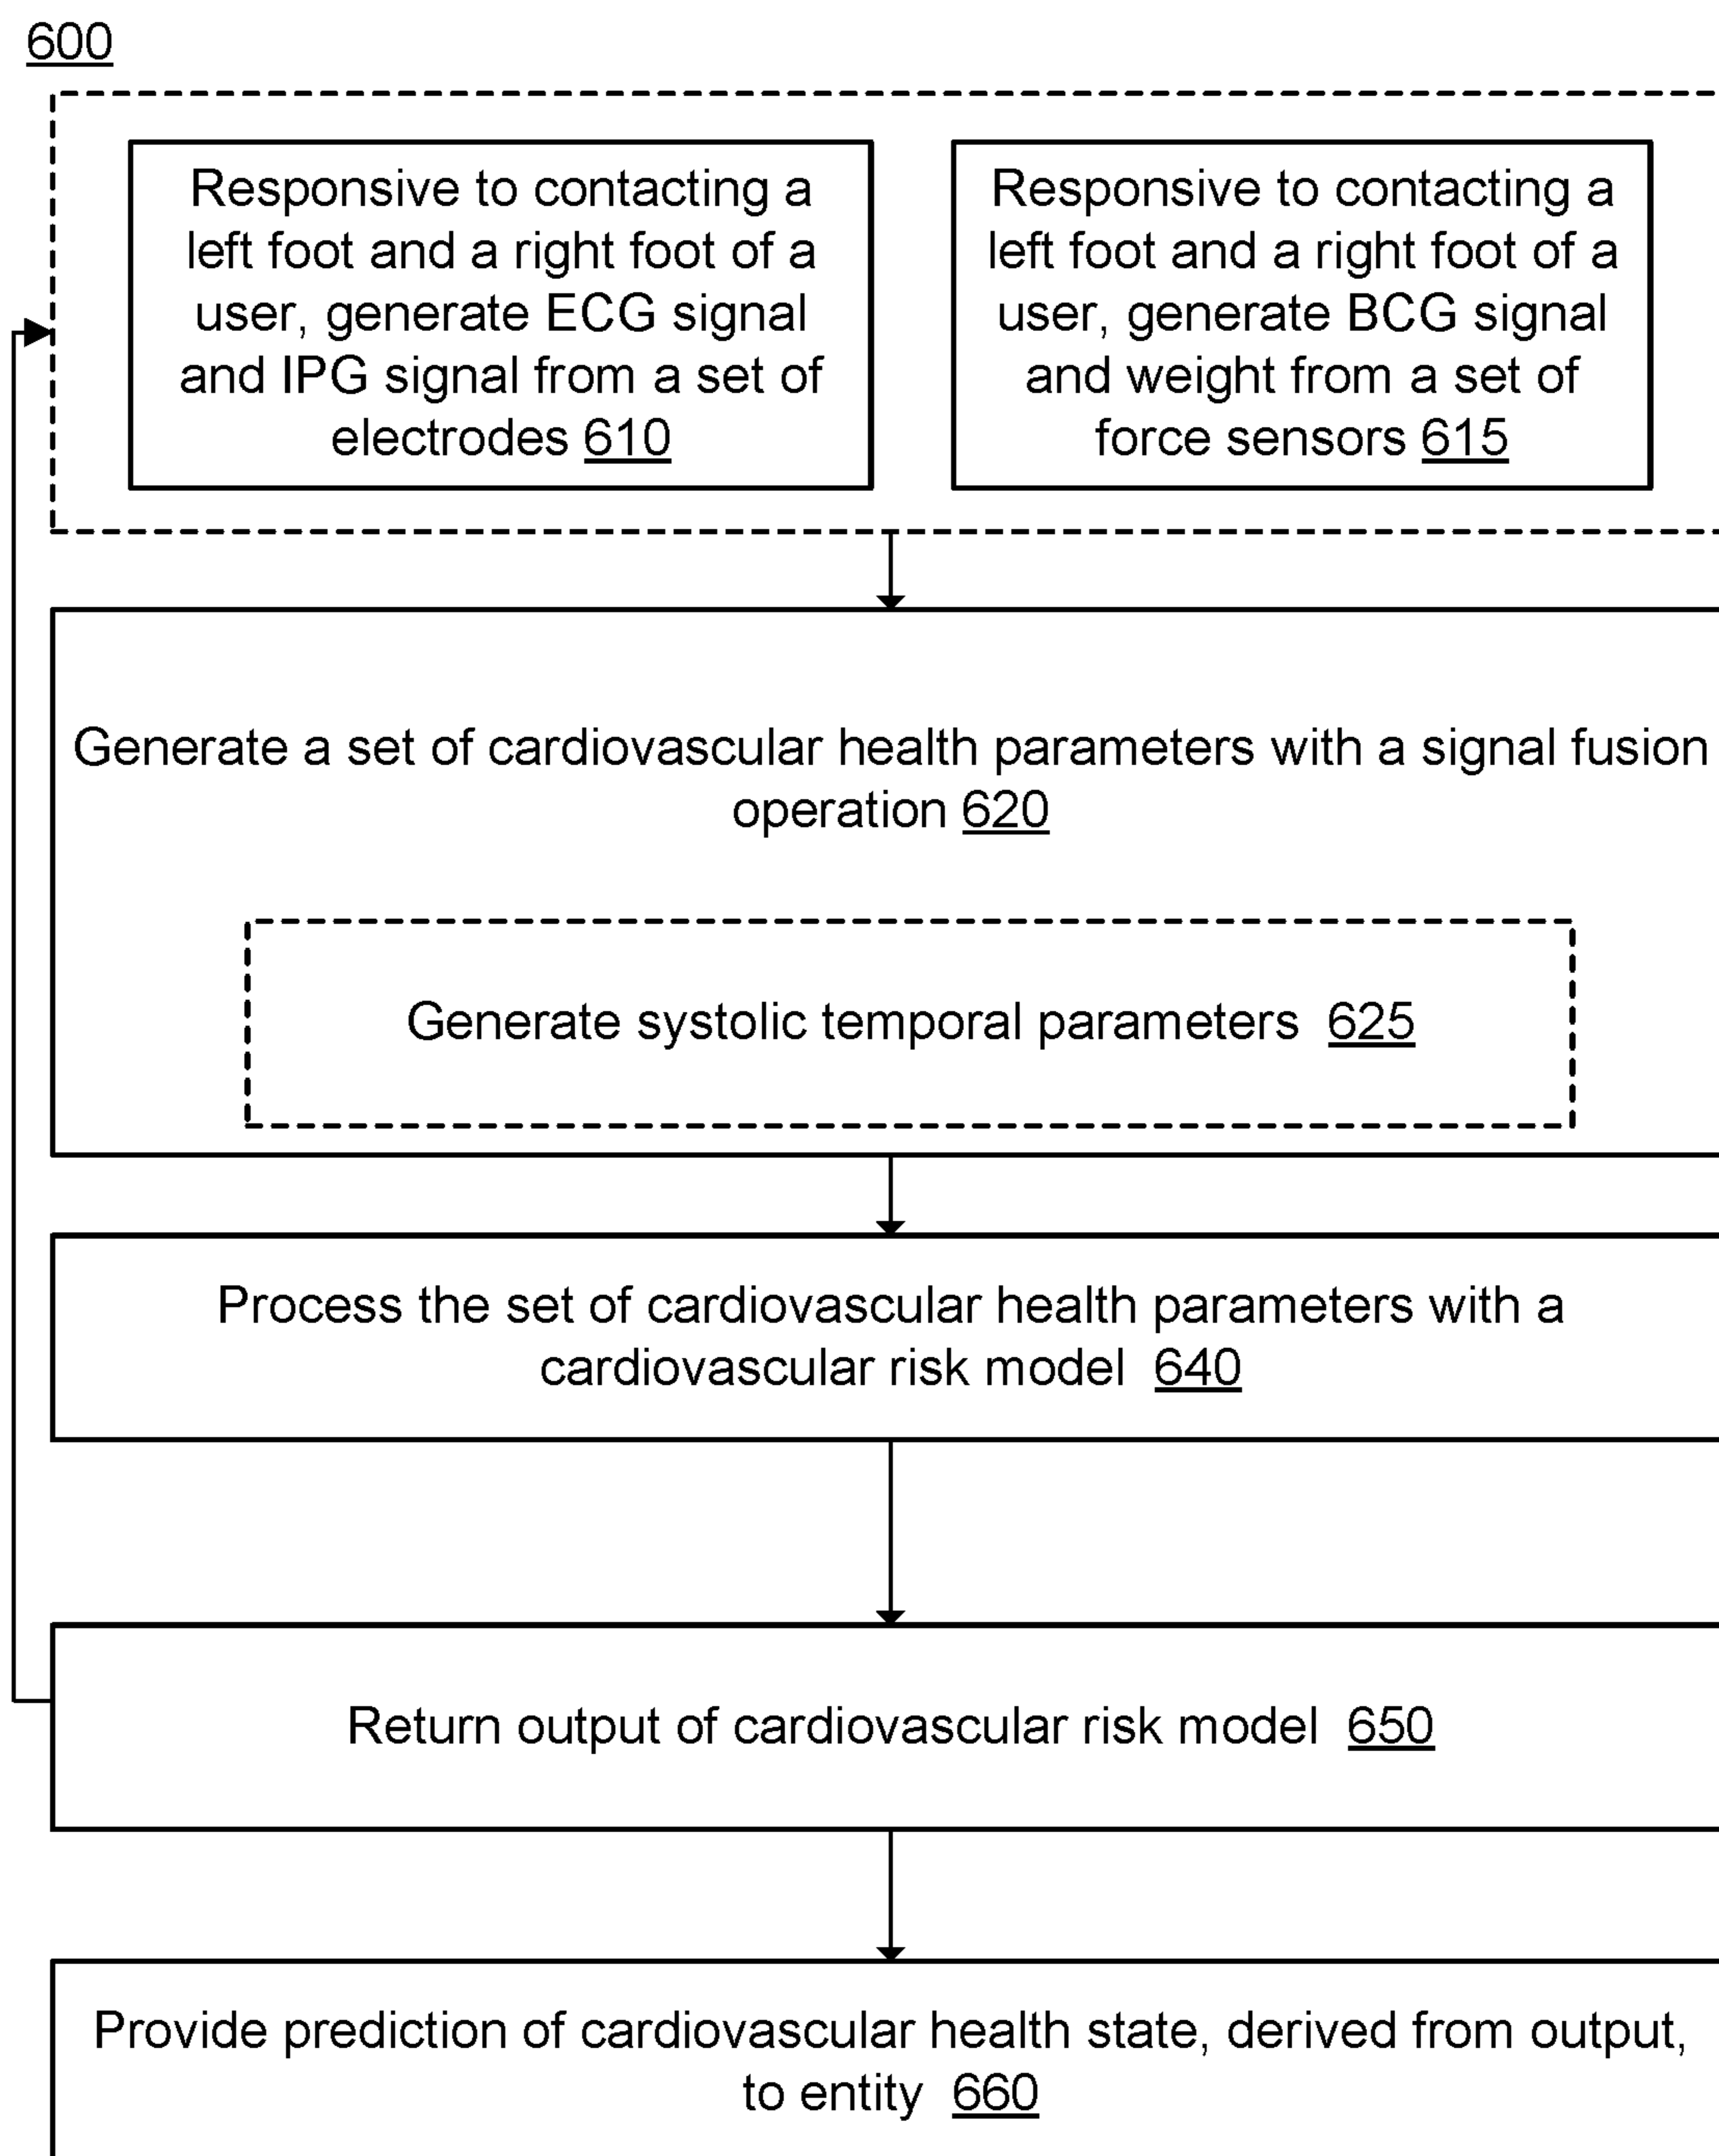 600
Responsive to contacting a
left foot and a right foot of a
user, generate ECG signal
and IPG signal from a set of
electrodes 610
Responsive to contacting a
left foot and a right foot of a
user, generate BCG signal
and weight from a set of
force sensors 615
Generate a set of cardiovascular health parameters with a signal fusion
operation 620
Generate systolic temporal parameters 625
Process the set of cardiovascular health parameters with a
cardiovascular risk model 640
Return output of cardiovascular risk model 650
Provide prediction of cardiovascular health state, derived from output,
to entity 660